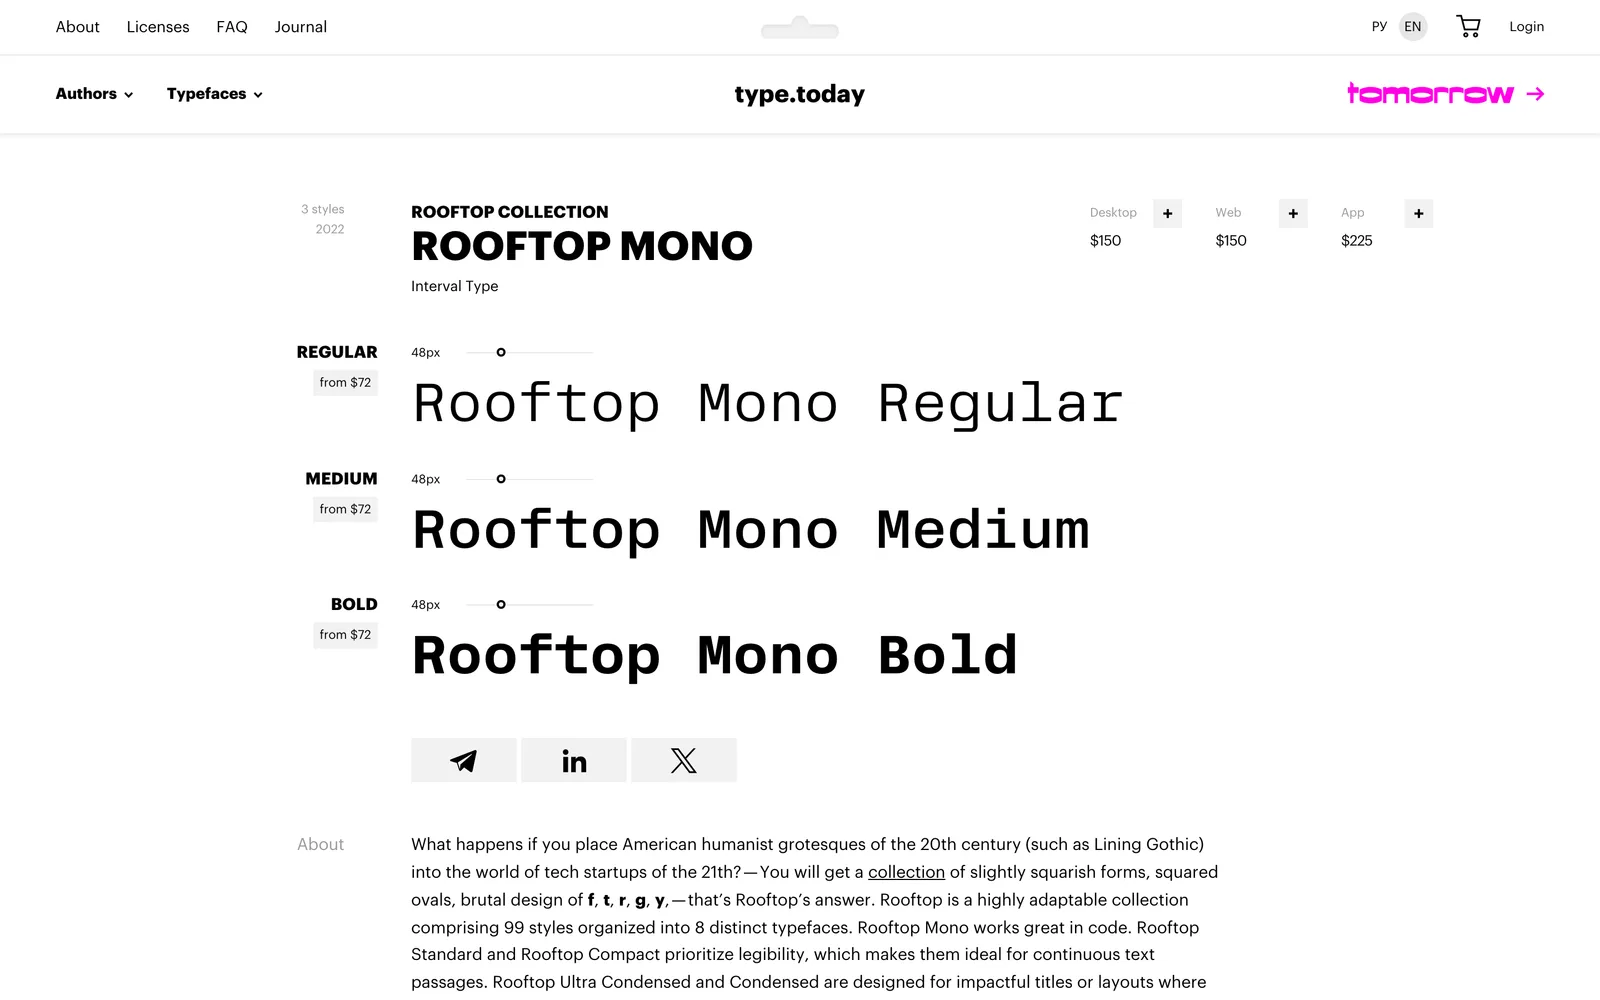 About Licenses FAQ Journal
РУ EN Login
Authors Typefaces
type.today
tomorrow →
3 styles
2022
ROOFTOP COLLECTION
ROOFTOP MONO
Interval Type
Desktop +
$150
Web +
$150
App +
$225
REGULAR
from $72
48px
Rooftop Mono Regular
MEDIUM
from $72
48px
Rooftop Mono Medium
BOLD
from $72
48px
Rooftop Mono Bold
in
X
About
What happens if you place American humanist grotesques of the 20th century (such as Lining Gothic)
into the world of tech startups of the 21th? — You will get a collection of slightly squarish forms, squared
ovals, brutal design of f, t, r, g, y, — that’s Rooftop’s answer. Rooftop is a highly adaptable collection
comprising 99 styles organized into 8 distinct typefaces. Rooftop Mono works great in code. Rooftop
Standard and Rooftop Compact prioritize legibility, which makes them ideal for continuous text
passages. Rooftop Ultra Condensed and Condensed are designed for impactful titles or layouts where